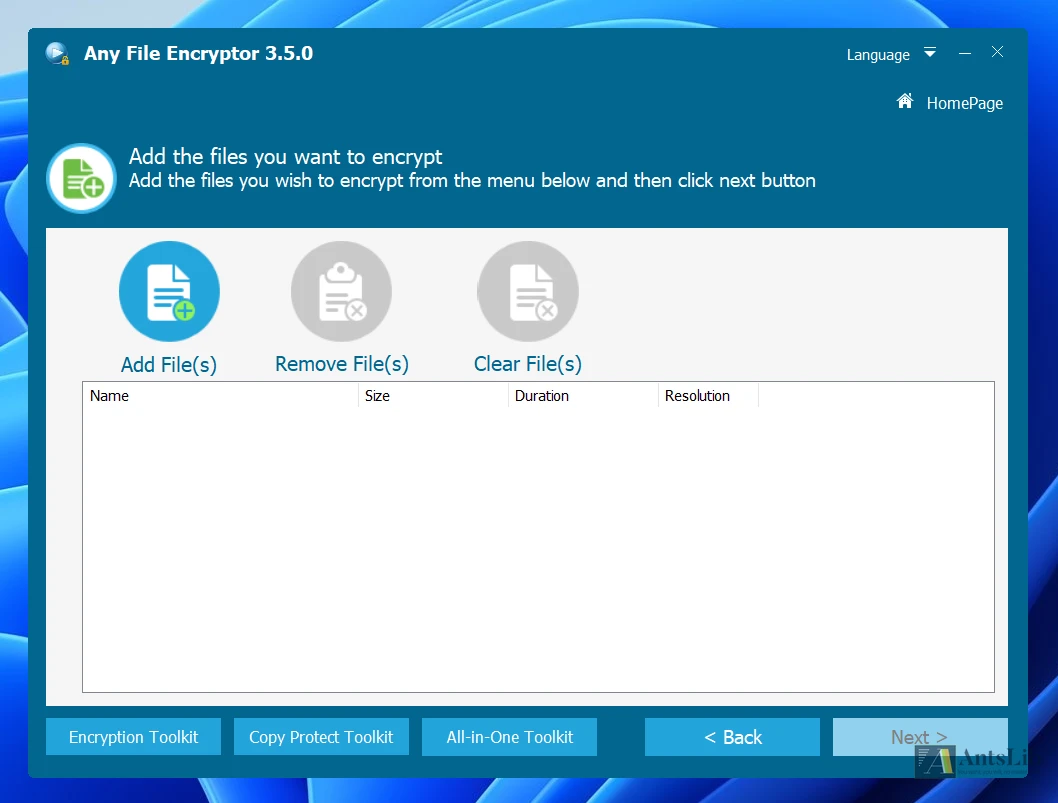 Any File Encryptor 3.5.0
Language
HomePage
Add the files you want to encrypt
Add the files you wish to encrypt from the menu below and then click next button
Add File(s) Remove File(s) Clear File(s)
Name Size Duration Resolution
Encryption Toolkit Copy Protect Toolkit All-in-One Toolkit < Back Next >
AntsLi